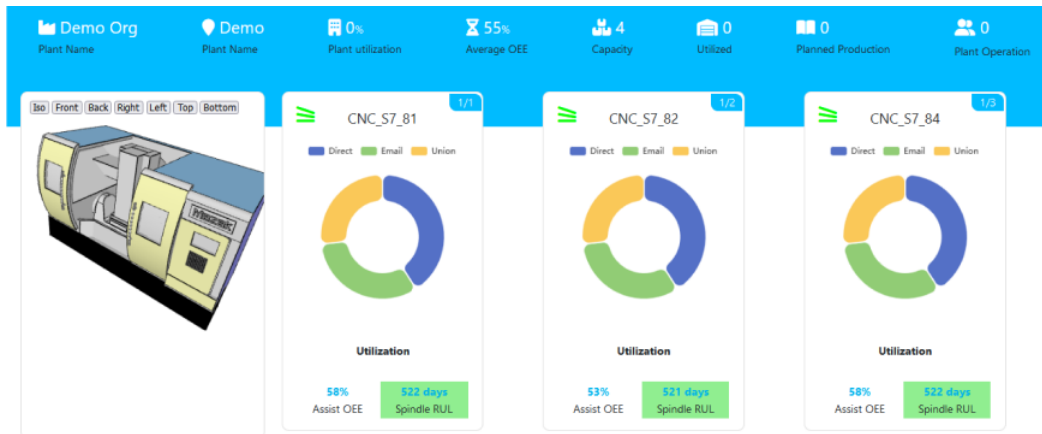 Demo Org
Plant Name
Demo
Plant Name
0%
Plant utilization
55%
Average OEE
4
Capacity
0
Utilized
0
Planned Production
0
Plant Operation
Iso Front Back Right Left Top Bottom
Mazak
1/1
CNC_S7_81
Direct Email Union
Utilization
58%
Assist OEE
522 days
Spindle RUL
1/2
CNC_S7_82
Direct Email Union
Utilization
53%
Assist OEE
521 days
Spindle RUL
1/3
CNC_S7_84
Direct Email Union
Utilization
58%
Assist OEE
522 days
Spindle RUL